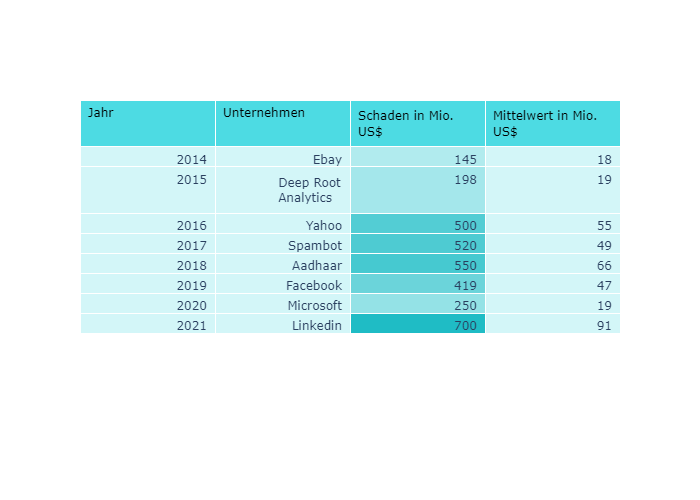 Jahr Unternehmen Schaden in Mio. US$ Mittelwert in Mio. US$
2014 Ebay 145 18
2015 Deep Root Analytics 198 19
2016 Yahoo 500 55
2017 Spambot 520 49
2018 Aadhaar 550 66
2019 Facebook 419 47
2020 Microsoft 250 19
2021 Linkedin 700 91